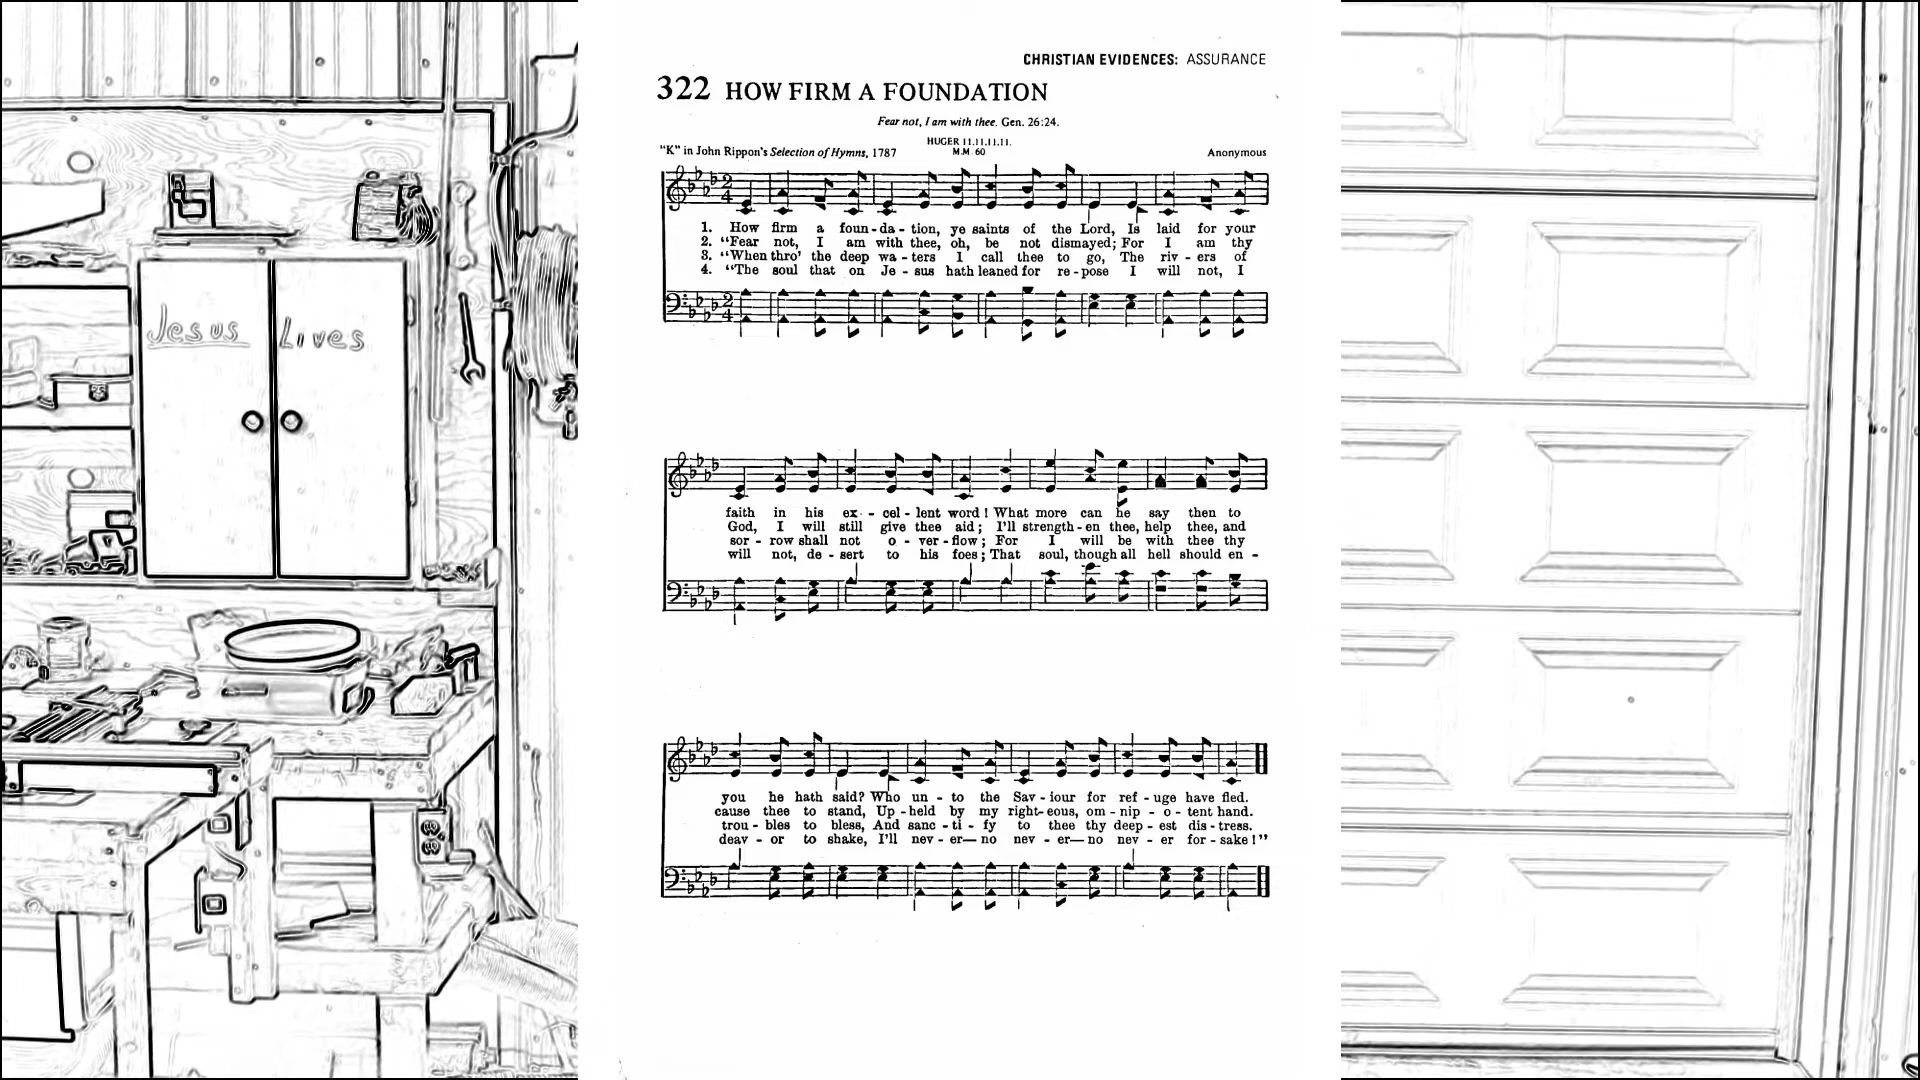 Jesus Lives
CHRISTIAN EVIDENCES: ASSURANCE
322 HOW FIRM A FOUNDATION
Fear not, I am with thee. Gen. 26:24.
HUGER 11.11.11.11.
"K" in John Rippon's Selection of Hymns, 1787
M.M 60
Anonymous
1. How firm a foun-da-tion, ye saints of the Lord, Is laid for your
2. "Fear not, I am with thee, oh, be not dismayed; For I am thy
3. "When thro' the deep wa-ters I call thee to go, The riv-ers of
4. "The soul that on Je-sus hath leaned for re-pose I will not, I
faith in his ex-cel-lent word! What more can he say then to
God, I will still give thee aid; I'll strength-en thee, help thee, and
sor-row shall not o-ver-flow; For I will be with thee thy
will not, de-sert to his foes; That soul, though all hell should en-
you he hath said? Who un-to the Sav-iour for ref-uge have fled.
cause thee to stand, Up-held by my right-eous, om-nip-o-tent hand.
trou-bles to bless, And sanc-ti-fy to thee thy deep-est dis-tress.
deav-or to shake, I'll nev-er—no nev-er—no nev-er for-sake!"